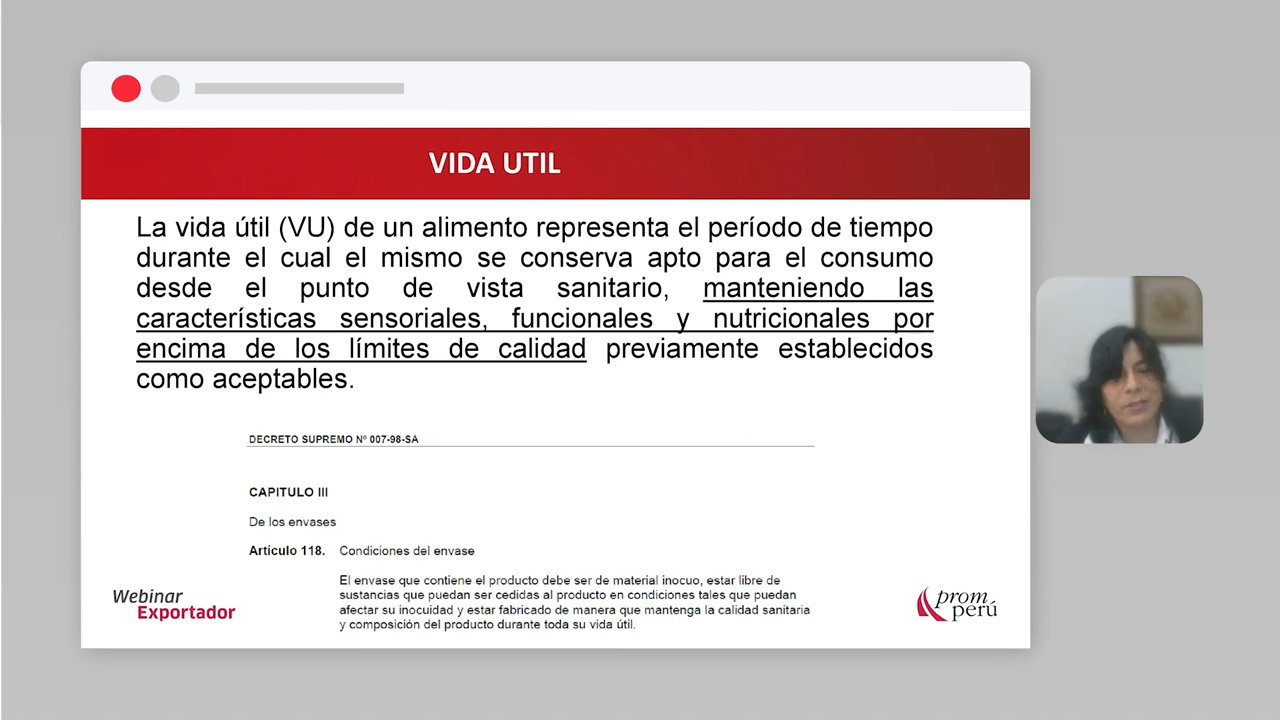 VIDA UTIL
La vida útil (VU) de un alimento representa el período de tiempo
durante el cual el mismo se conserva apto para el consumo
desde el punto de vista sanitario, manteniendo las
características sensoriales, funcionales y nutricionales por
encima de los límites de calidad previamente establecidos
como aceptables.
DECRETO SUPREMO Nº 007-98-SA
CAPITULO III
De los envases
Artículo 118. Condiciones del envase
El envase que contiene el producto debe ser de material inocuo, estar libre de
sustancias que puedan ser cedidas al producto en condiciones tales que puedan
afectar su inocuidad y estar fabricado de manera que mantenga la calidad sanitaria
y composición del producto durante toda su vida útil.
Webinar
Exportador
prom
perú